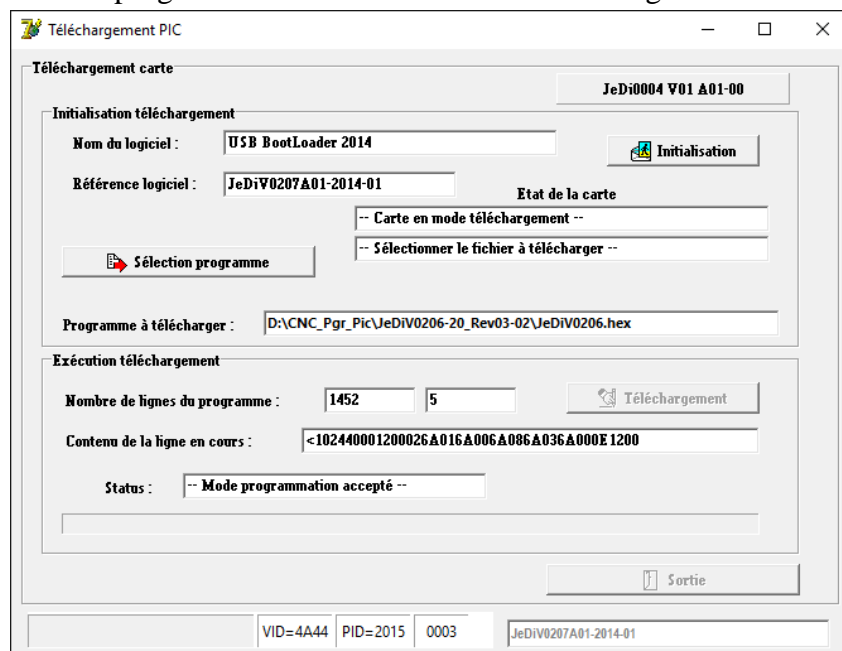 Téléchargement PIC
Téléchargement carte
JeDi0004 V01 A01-00
Initialisation téléchargement
Nom du logiciel : USB BootLoader 2014
Initialisation
Référence logiciel : JeDiV0207A01-2014-01
Etat de la carte
-- Carte en mode téléchargement --
-- Sélectionner le fichier à télécharger --
Sélection programme
Programme à télécharger : D:\CNC_Pgr_Pic\JeDiV0206-20_Rev03-02\JeDiV0206.hex
Exécution téléchargement
Nombre de lignes du programme : 1452 5 Téléchargement
Contenu de la ligne en cours : <102440001200026A016A006A086A036A000E1200
Status : -- Mode programmation accepté --
Sortie
VID=4A44 PID=2015 0003 JeDiV0207A01-2014-01